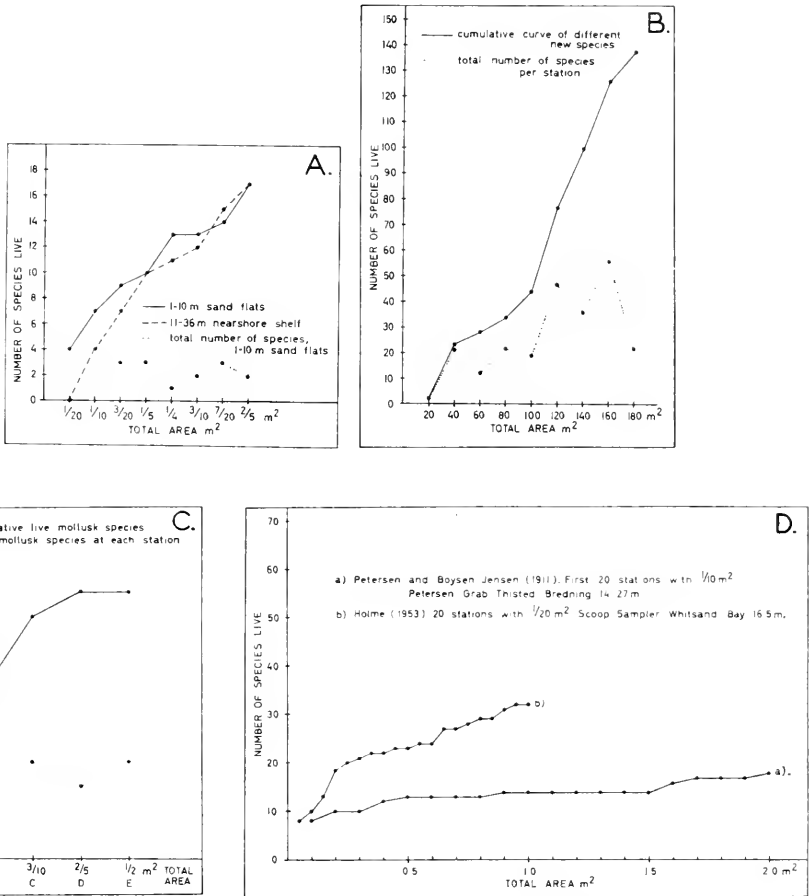 A.
NUMBER OF SPECIES LIVE
18
16
14
12
10
8
6
4
2
0
1-10 m sand flats
11-36m nearshore shelf
total number of species,
1-10 m sand flats
1/20 1/10 3/20 1/5 1/4 3/10 7/20 2/5 m²
TOTAL AREA m²
B.
NUMBER OF SPECIES LIVE
150
140
130
120
110
100
90
80
70
60
50
40
30
20
10
0
cumulative curve of different
new species
total number of species
per station
20 40 60 80 100 120 140 160 180 m²
TOTAL AREA m²
C.
ative live mollusk species
mollusk species at each station
3/10 2/5 1/2 m² TOTAL
C D E AREA
D.
NUMBER OF SPECIES LIVE
70
60
50
40
30
20
10
0
a) Petersen and Boysen Jensen (1911). First 20 stations with 1/10 m²
Petersen Grab Thisted Bredning 14 27m
b) Holme (1953) 20 stations with 1/20 m² Scoop Sampler Whitsand Bay 16.5m.
b)
a).
0 5 1 0 1 5 2 0 m.
TOTAL AREA m²